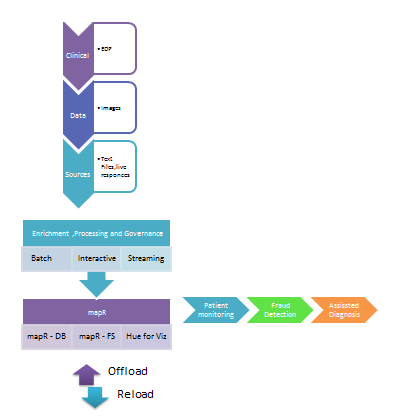 Clinical
• EDP
Data
• Images
Sources
• Text
Files,live
responces
Enrichment ,Processing and Governance
Batch
Interactive
Streaming
mapR
mapR - DB
mapR - FS
Hue for Viz
Patient
monitoring
Fraud
Detection
Assissted
Diagnosis
Offload
Reload